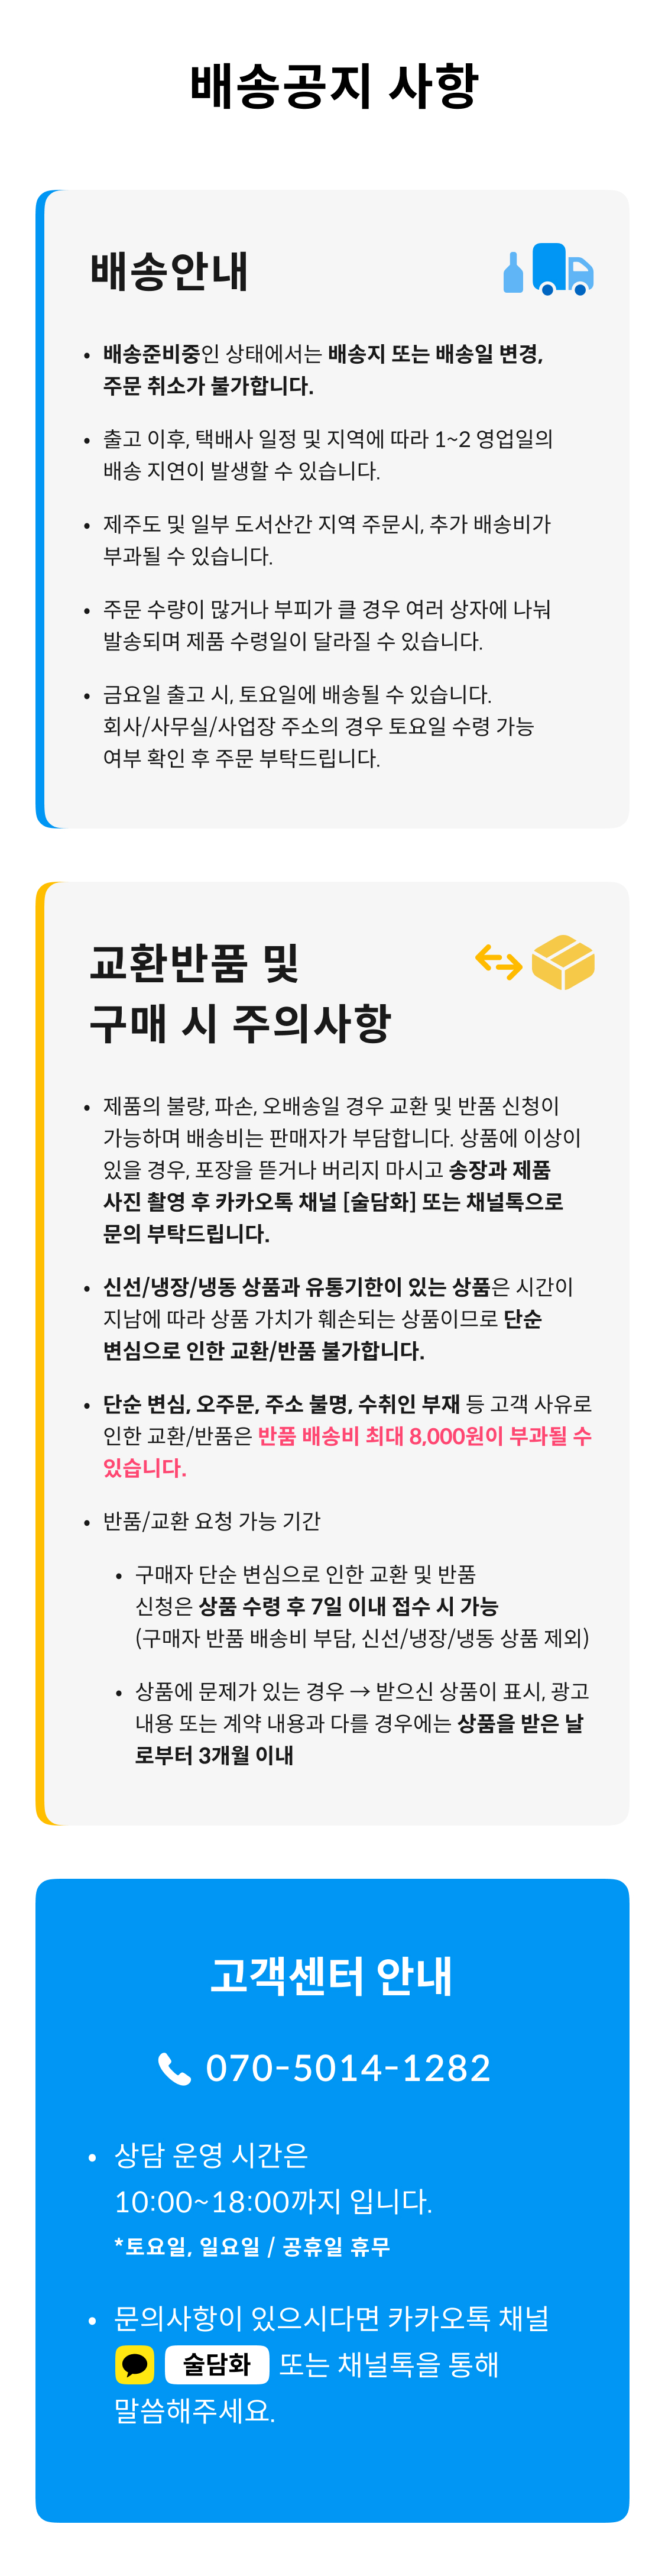 배송공지 사항
배송안내
• 배송준비중인 상태에서는 배송지 또는 배송일 변경,
주문 취소가 불가합니다.
• 출고 이후, 택배사 일정 및 지역에 따라 1~2 영업일의
배송 지연이 발생할 수 있습니다.
• 제주도 및 일부 도서산간 지역 주문시, 추가 배송비가
부과될 수 있습니다.
• 주문 수량이 많거나 부피가 클 경우 여러 상자에 나눠
발송되며 제품 수령일이 달라질 수 있습니다.
• 금요일 출고 시, 토요일에 배송될 수 있습니다.
회사/사무실/사업장 주소의 경우 토요일 수령 가능
여부 확인 후 주문 부탁드립니다.
교환반품 및
구매 시 주의사항
• 제품의 불량, 파손, 오배송일 경우 교환 및 반품 신청이
가능하며 배송비는 판매자가 부담합니다. 상품에 이상이
있을 경우, 포장을 뜯거나 버리지 마시고 송장과 제품
사진 촬영 후 카카오톡 채널 [술담화] 또는 채널톡으로
문의 부탁드립니다.
• 신선/냉장/냉동 상품과 유통기한이 있는 상품은 시간이
지남에 따라 상품 가치가 훼손되는 상품이므로 단순
변심으로 인한 교환/반품 불가합니다.
• 단순 변심, 오주문, 주소 불명, 수취인 부재 등 고객 사유로
인한 교환/반품은 반품 배송비 최대 8,000원이 부과될 수
있습니다.
• 반품/교환 요청 가능 기간
• 구매자 단순 변심으로 인한 교환 및 반품
신청은 상품 수령 후 7일 이내 접수 시 가능
(구매자 반품 배송비 부담, 신선/냉장/냉동 상품 제외)
• 상품에 문제가 있는 경우 → 받으신 상품이 표시, 광고
내용 또는 계약 내용과 다를 경우에는 상품을 받은 날
로부터 3개월 이내
고객센터 안내
070-5014-1282
• 상담 운영 시간은
10:00~18:00까지 입니다.
*토요일, 일요일 / 공휴일 휴무
• 문의사항이 있으시다면 카카오톡 채널
술담화 또는 채널톡을 통해
말씀해주세요.